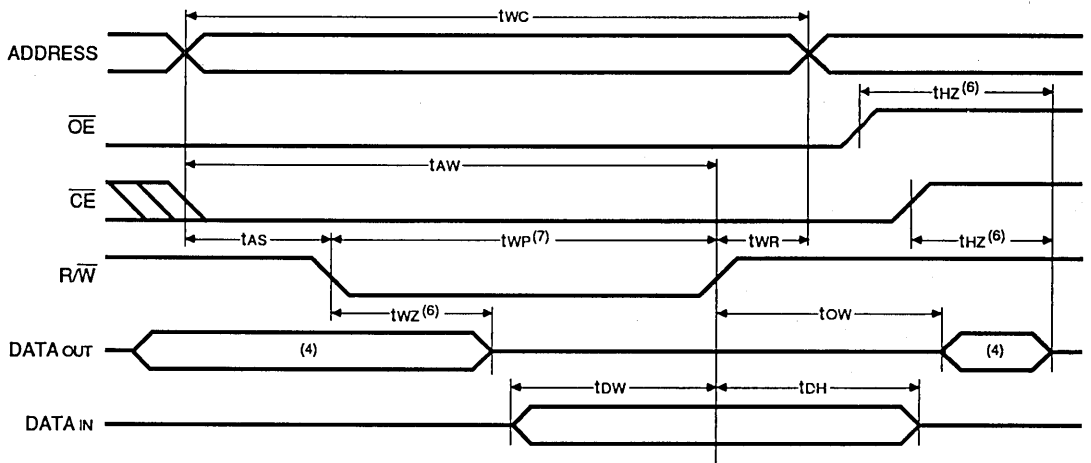 tWC
ADDRESS
tHZ(6)
OE
tAW
CE
tAS
tWP(7)
tWR
tHZ(6)
R/W
tWZ(6)
tOW
DATA OUT
(4)
(4)
tDW
tDH
DATA IN